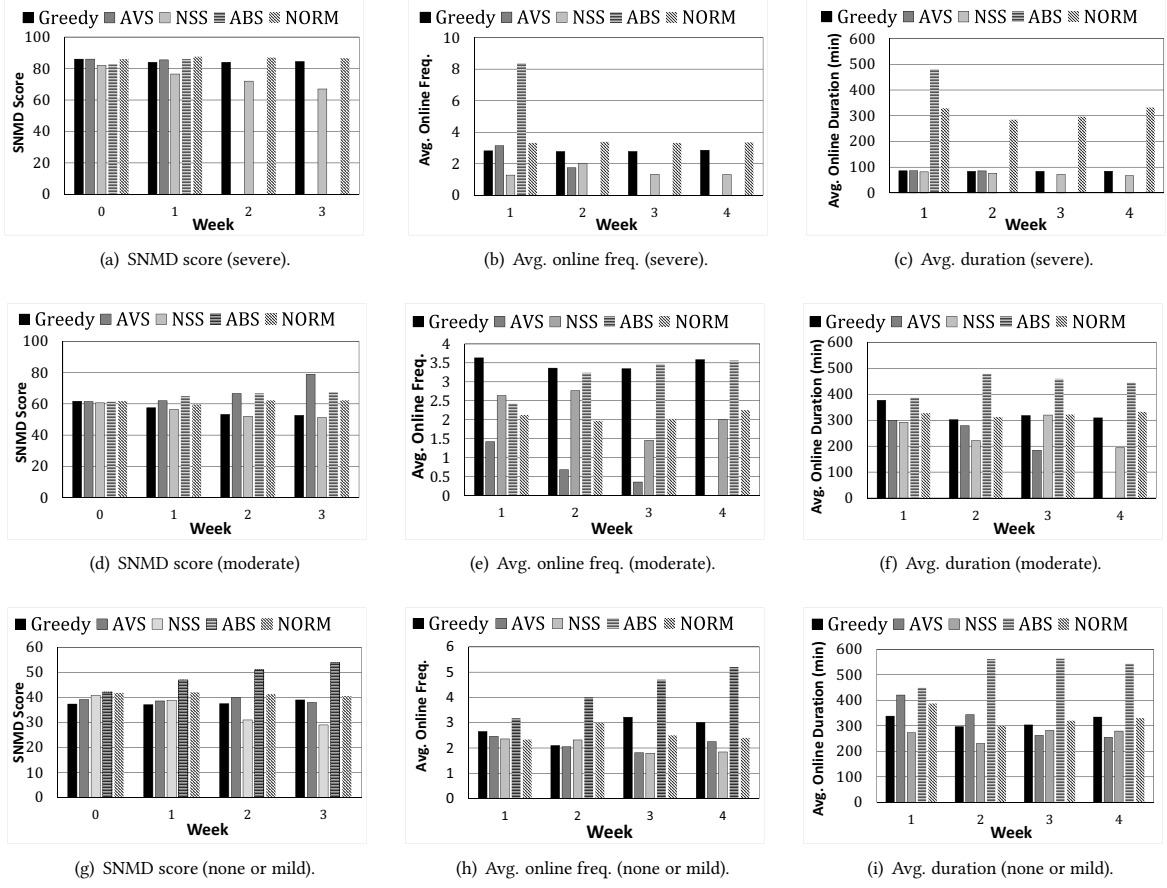 Greedy AVS NSS ABS NORM
100
80
60
40
20
0
SNMD Score
0 1 2 3
Week
(a) SNMD score (severe).
Greedy AVS NSS ABS NORM
10
8
6
4
2
0
Avg. Online Freq.
1 2 3 4
Week
(b) Avg. online freq. (severe).
Greedy AVS NSS ABS NORM
600
500
400
300
200
100
0
Avg. Online Duration (min)
1 2 3 4
Week
(c) Avg. duration (severe).
Greedy AVS NSS ABS NORM
100
80
60
40
20
0
SNMD Score
0 1 2 3
Week
(d) SNMD score (moderate)
Greedy AVS NSS ABS NORM
4
3.5
3
2.5
2
1.5
1
0.5
0
Avg. Online Freq.
1 2 3 4
Week
(e) Avg. online freq. (moderate).
Greedy AVS NSS ABS NORM
600
500
400
300
200
100
0
Avg. Online Duration (min)
1 2 3 4
Week
(f) Avg. duration (moderate).
Greedy AVS NSS ABS NORM
60
50
40
30
20
10
0
SNMD Score
0 1 2 3
Week
(g) SNMD score (none or mild).
Greedy AVS NSS ABS NORM
6
5
4
3
2
1
0
Avg. Online Freq.
1 2 3 4
Week
(h) Avg. online freq. (none or mild).
Greedy AVS NSS ABS NORM
600
500
400
300
200
100
0
Avg. Online Duration (min)
1 2 3 4
Week
(i) Avg. duration (none or mild).